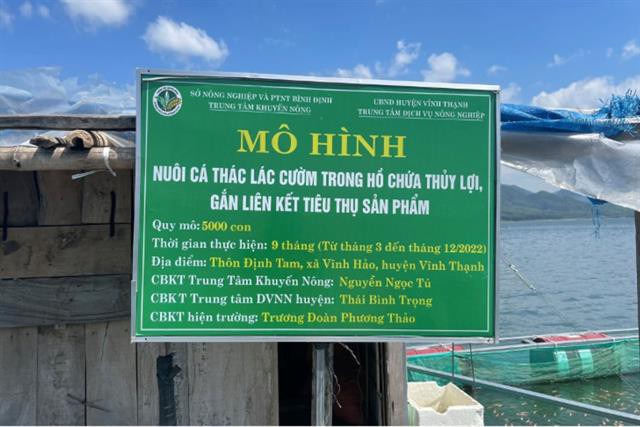 SỞ NÔNG NGHIỆP VÀ PTNT BÌNH ĐỊNH
TRUNG TÂM KHUYẾN NÔNG
UBND HUYỆN VĨNH THẠNH
TRUNG TÂM DỊCH VỤ NÔNG NGHIỆP
MÔ HÌNH
NUÔI CÁ THÁC LÁC CƯỜM TRONG HỒ CHỨA THỦY LỢI,
GẮN LIÊN KẾT TIÊU THỤ SẢN PHẨM
Quy mô: 5000 con
Thời gian thực hiện: 9 tháng (Từ tháng 3 đến tháng 12/2022)
Địa điểm: Thôn Định Tam, xã Vĩnh Hảo, huyện Vĩnh Thạnh
CBKT Trung Tâm Khuyến Nông: Nguyễn Ngọc Tú
CBKT Trung tâm DVNN huyện: Thái Bình Trọng
CBKT hiện trường: Trương Đoàn Phương Thảo